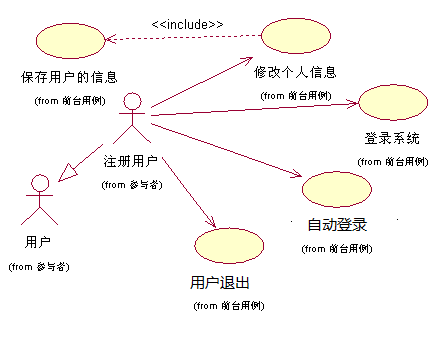 <<include>>
保存用户的信息
(from 前台用例)
修改个人信息
(from 前台用例)
登录系统
(from 前台用例)
注册用户
(from 参与者)
自动登录
(from 前台用例)
用户
(from 参与者)
用户退出
(from 前台用例)